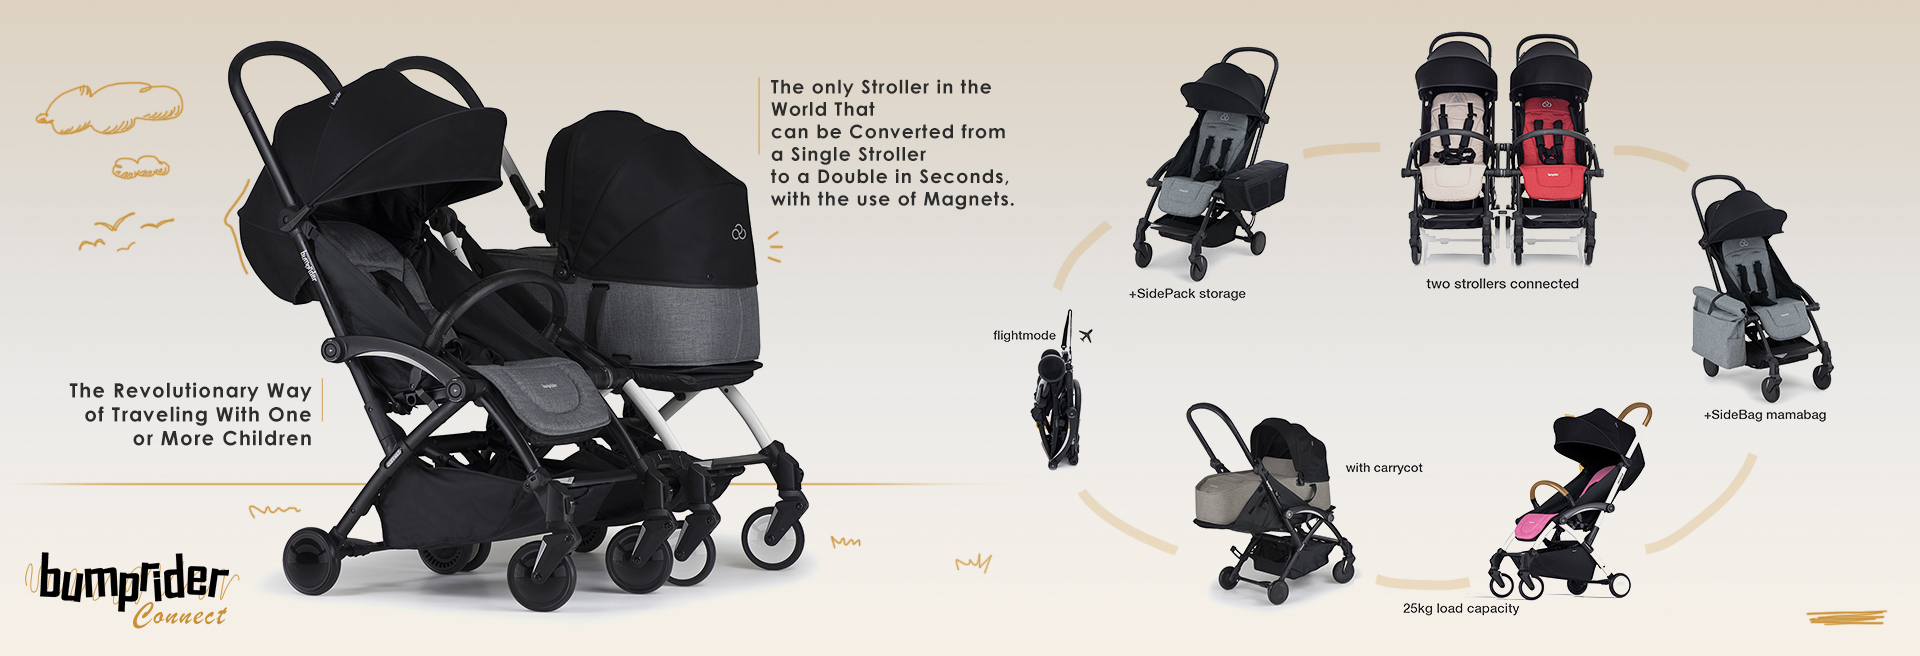 The only Stroller in the
World That
can be Converted from
a Single Stroller
to a Double in Seconds,
with the use of Magnets.
The Revolutionary Way
of Traveling With One
or More Children
bumprider
Connect
bumprider
+SidePack storage
two strollers connected
+SideBag mamabag
25kg load capacity
with carrycot
flightmode